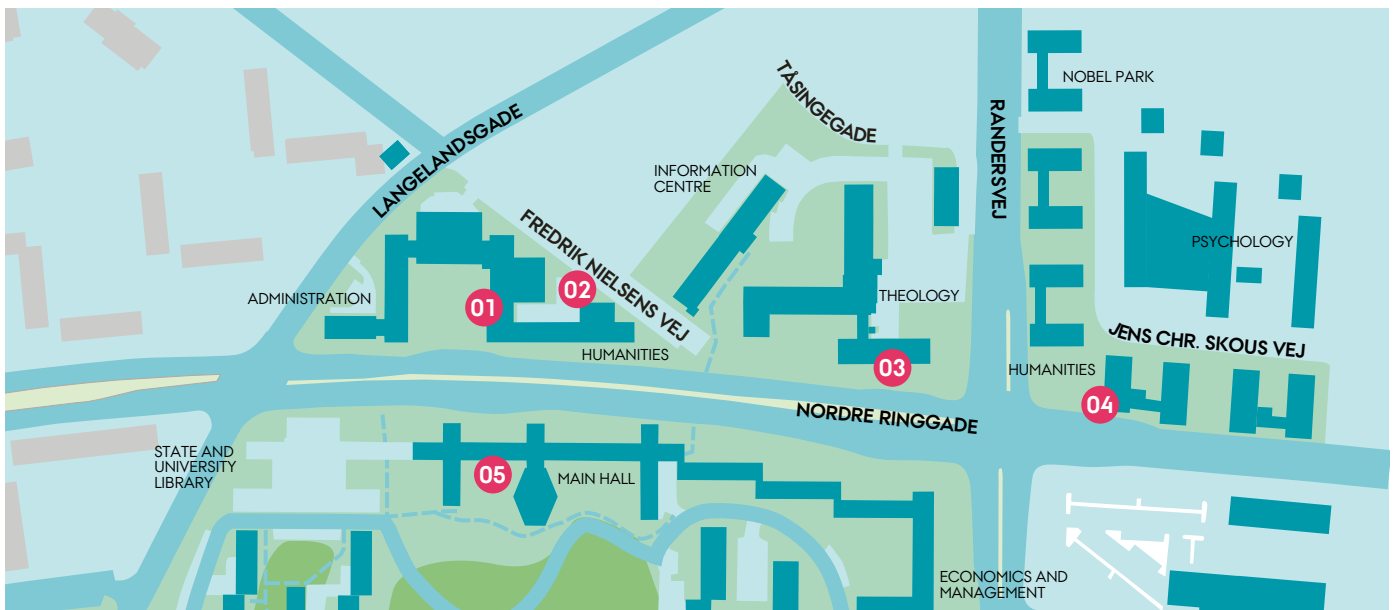 NOBEL PARK
TÅSINGEGADE
LANGELANDSGADE
RANDERSVEJ
INFORMATION
CENTRE
FREDRIK NIELSENS VEJ
PSYCHOLOGY
ADMINISTRATION
01
02
THEOLOGY
JENS CHR. SKOUS VEJ
HUMANITIES
03
HUMANITIES
04
NORDRE RINGGADE
STATE AND
UNIVERSITY
LIBRARY
05
MAIN HALL
ECONOMICS AND
MANAGEMENT